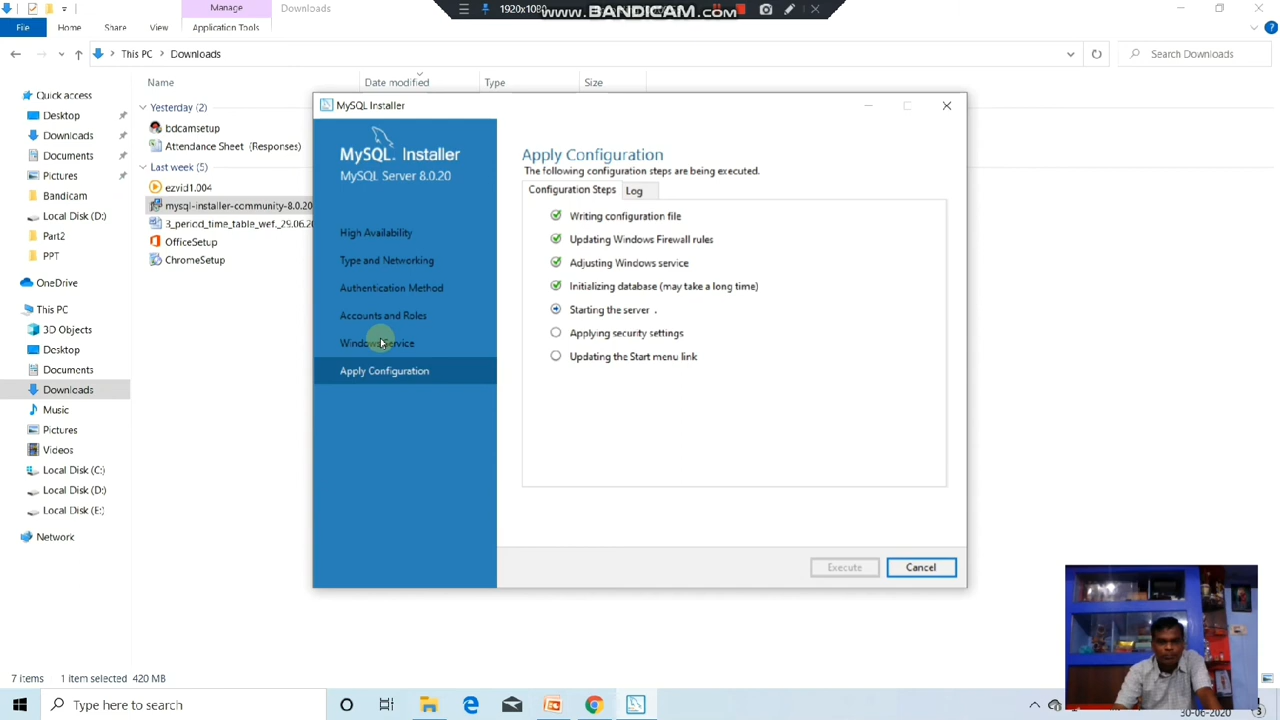 Manage
Downloads
1920x1080
www.BANDICAM.com
File
Home
Share
View
Application Tools
This PC
Downloads
Search Downloads
Name
Date modified
Type
Size
Quick access
Desktop
Downloads
Documents
Pictures
Bandicam
Local Disk (D:)
Part2
PPT
OneDrive
This PC
3D Objects
Desktop
Downloads
Documents
Music
Pictures
Videos
Local Disk (C:)
Local Disk (D:)
Local Disk (E:)
Network
Yesterday (2)
bdcamsetup
Attendance Sheet (Responses)
Last week (5)
ezvid1.004
mysql-installer-community-8.0.20
3_period_time_table_wef._29.06.20
OfficeSetup
ChromeSetup
MySQL Installer
MySQL. Installer
MySQL Server 8.0.20
High Availability
Type and Networking
Authentication Method
Accounts and Roles
Windows Service
Apply Configuration
Apply Configuration
The following configuration steps are being executed.
Configuration Steps
Log
Writing configuration file
Updating Windows Firewall rules
Adjusting Windows service
Initializing database (may take a long time)
Starting the server .
Applying security settings
Updating the Start menu link
Execute
Cancel
7 items
1 item selected 420 MB
Type here to search
30-06-2020
3